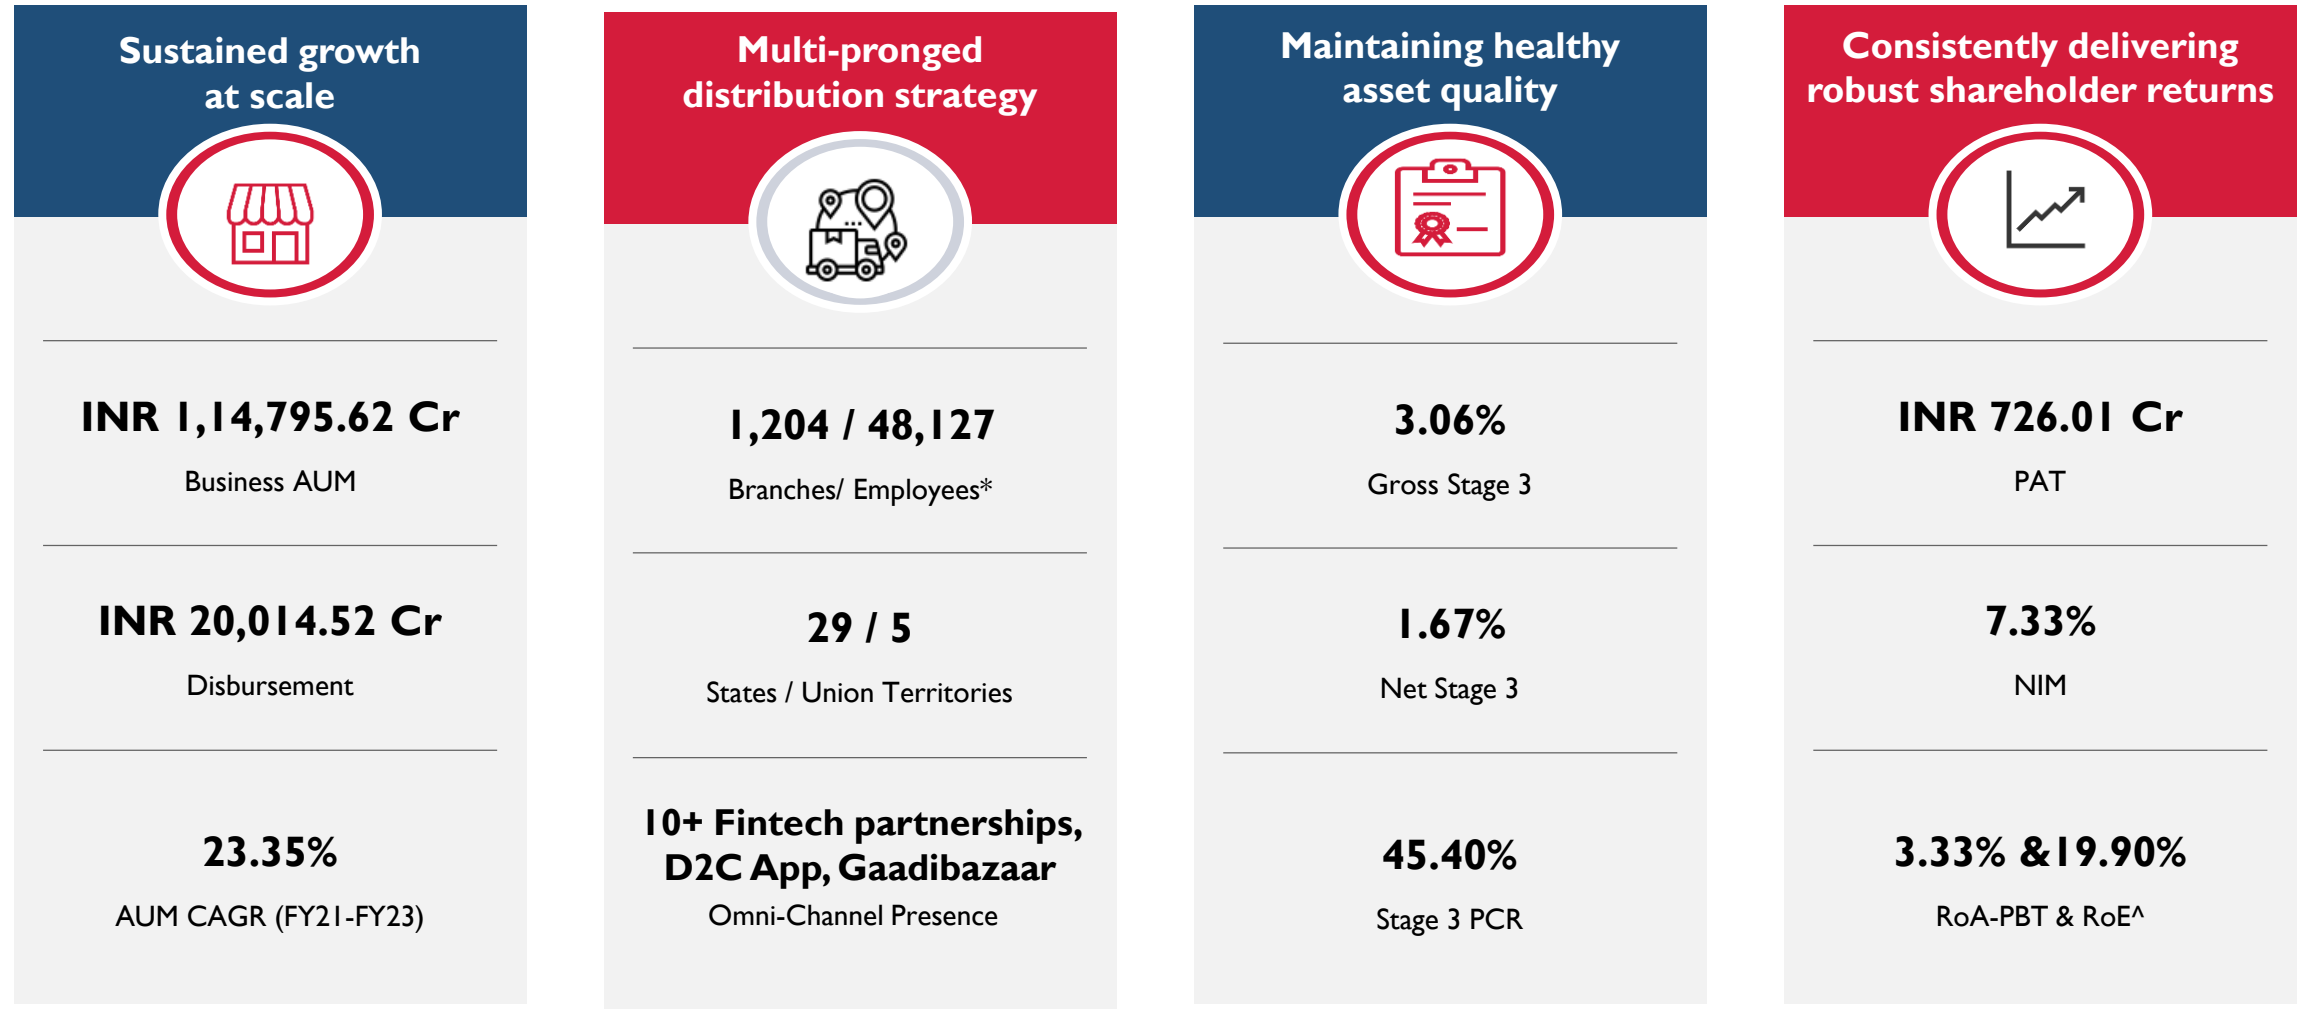 Sustained growth
at scale
INR 1,14,795.62 Cr
Business AUM
INR 20,014.52 Cr
Disbursement
23.35%
AUM CAGR (FY21-FY23)
Multi-pronged
distribution strategy
1,204 / 48,127
Branches/ Employees*
29 / 5
States / Union Territories
10+ Fintech partnerships,
D2C App, Gaadibazaar
Omni-Channel Presence
Maintaining healthy
asset quality
3.06%
Gross Stage 3
1.67%
Net Stage 3
45.40%
Stage 3 PCR
Consistently delivering
robust shareholder returns
INR 726.01 Cr
PAT
7.33%
NIM
3.33% &19.90%
RoA-PBT & RoE^